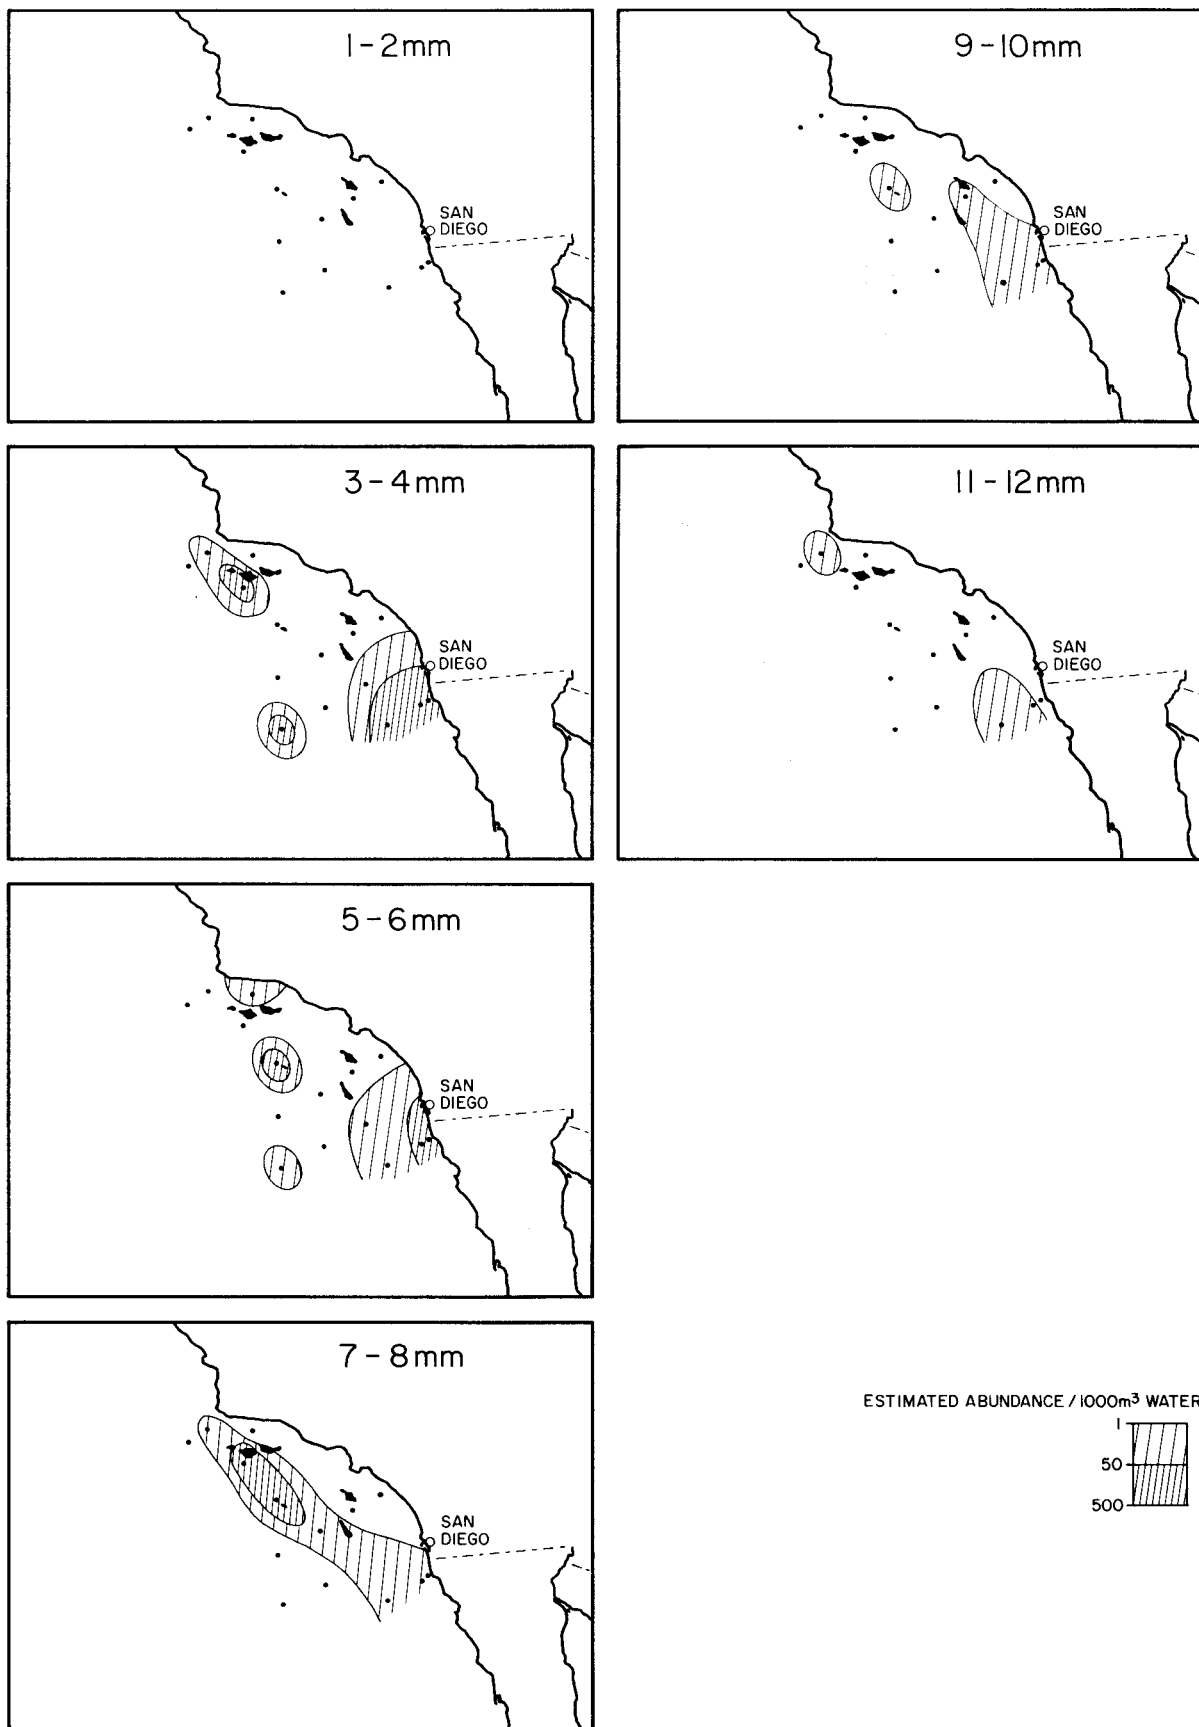 1-2mm
SAN
DIEGO
9-10mm
SAN
DIEGO
3-4mm
SAN
DIEGO
11-12mm
SAN
DIEGO
5-6mm
SAN
DIEGO
7-8mm
SAN
DIEGO
ESTIMATED ABUNDANCE / 1000m³ WATER
1
50
500